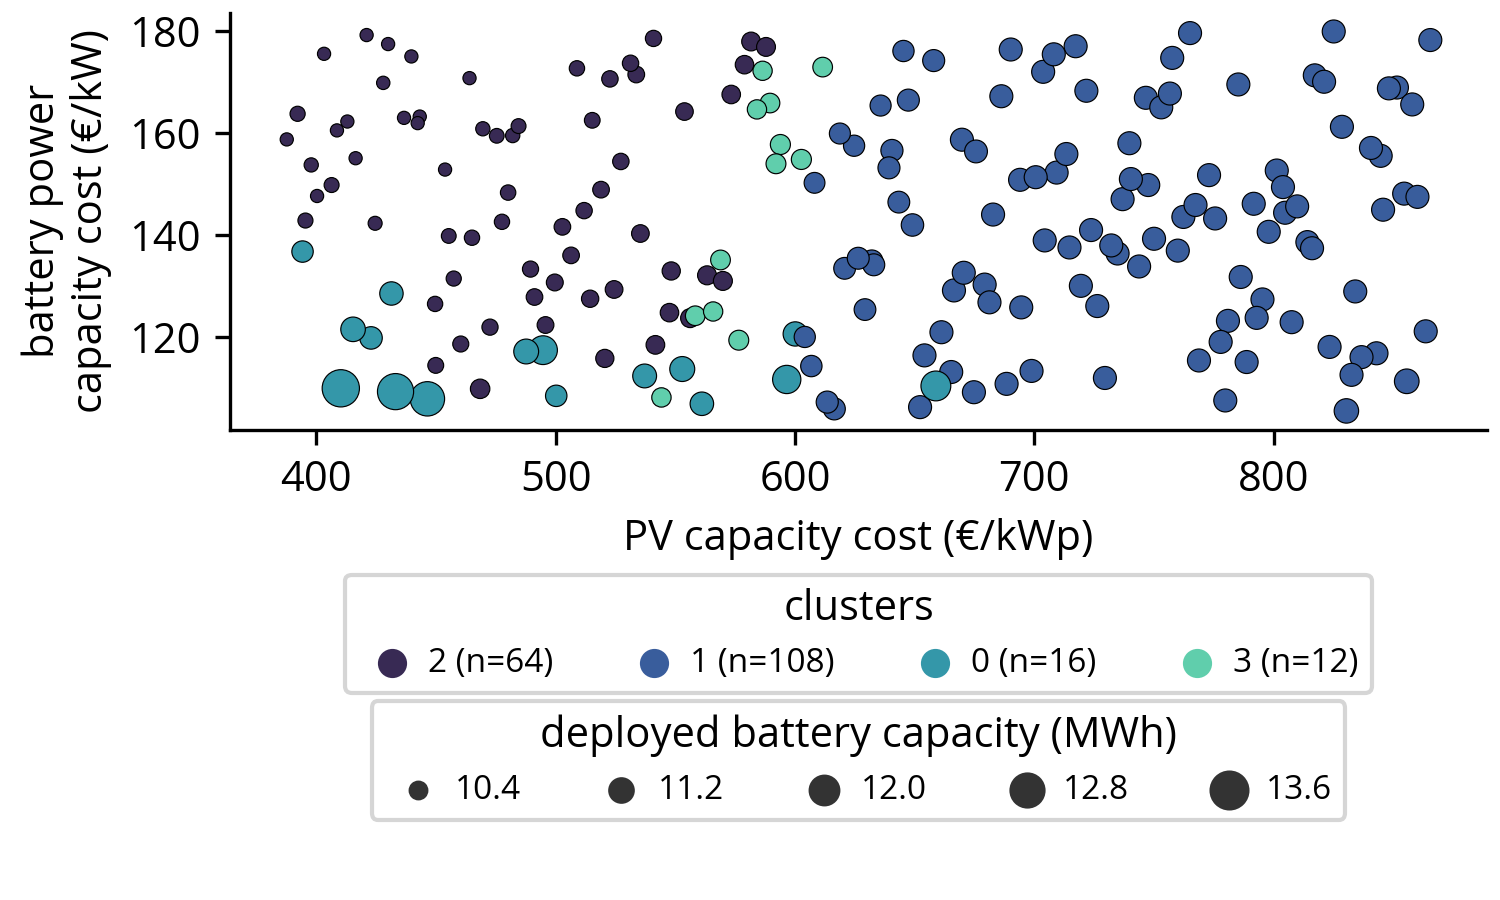 battery power
capacity cost (€/kW)
180
160
140
120
400 500 600 700 800
PV capacity cost (€/kWp)
clusters
2 (n=64) 1 (n=108) 0 (n=16) 3 (n=12)
deployed battery capacity (MWh)
10.4 11.2 12.0 12.8 13.6